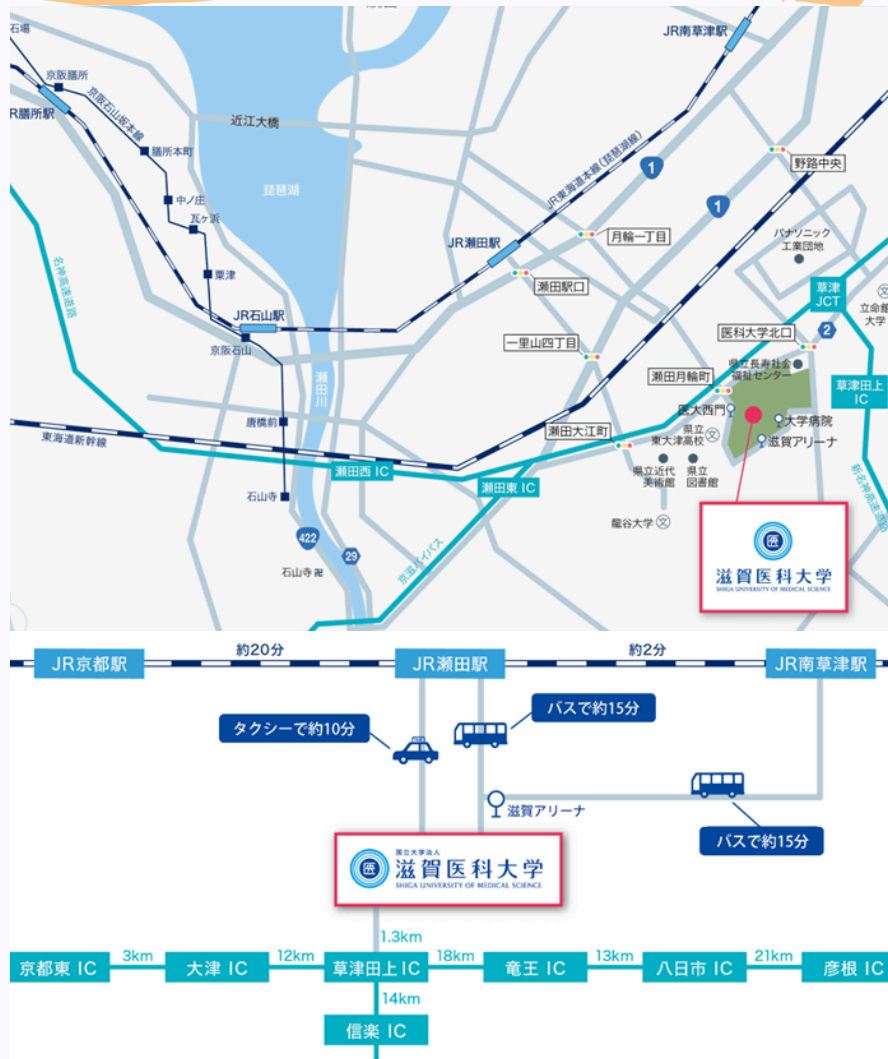 JR南草津駅
石場
京阪膳所
R膳所駅
京阪石山坂本線
膳所本町
近江大橋
琵琶湖
中ノ庄
瓦ヶ浜
粟津
JR東海道本線(琵琶湖線)
1
1
野路中央
月輪一丁目
JR瀬田駅
瀬田駅口
パナソニック
工業団地
草津
JCT
立命館
大学
名神高速道路
JR石山駅
京阪石山
一里山四丁目
医科大学北口
2
県立長寿社会
福祉センター
瀬田月輪町
草津田上
IC
瀬田川
唐橋前
医大西門
大学病院
滋賀アリーナ
東海道新幹線
瀬田大江町
県立
東大津高校
文
瀬田西 IC
瀬田東 IC
県立近代
美術館
県立
図書館
新名神高速道路
石山寺
422
29
石山寺卍
京滋バイパス
龍谷大学
文
滋賀医科大学
SHIGA UNIVERSITY OF MEDICAL SCIENCE
JR京都駅
約20分
JR瀬田駅
約2分
JR南草津駅
タクシーで約10分
バスで約15分
滋賀アリーナ
バスで約15分
国立大学法人
滋賀医科大学
SHIGA UNIVERSITY OF MEDICAL SCIENCE
1.3km
京都東 IC
3km
大津 IC
12km
草津田上 IC
18km
竜王 IC
13km
八日市 IC
21km
彦根 IC
14km
信楽 IC